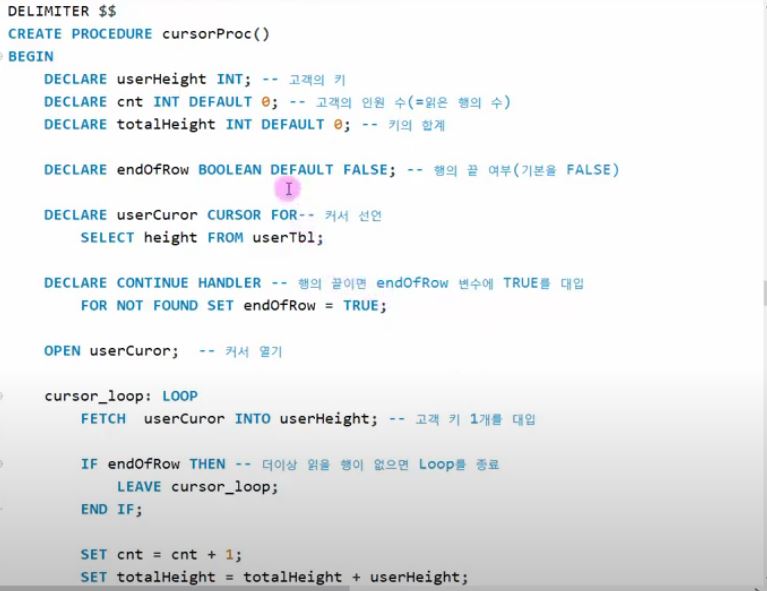 DELIMITER $$
CREATE PROCEDURE cursorProc()
BEGIN
DECLARE userHeight INT; -- 고객의 키
DECLARE cnt INT DEFAULT 0; -- 고객의 인원 수(=읽은 행의 수)
DECLARE totalHeight INT DEFAULT 0; -- 키의 합계
DECLARE endOfRow BOOLEAN DEFAULT FALSE; -- 행의 끝 여부(기본을 FALSE)
DECLARE userCuror CURSOR FOR-- 커서 선언
SELECT height FROM userTbl;
DECLARE CONTINUE HANDLER -- 행의 끝이면 endOfRow 변수에 TRUE를 대입
FOR NOT FOUND SET endOfRow = TRUE;
OPEN userCuror;  -- 커서 열기
cursor_loop: LOOP
FETCH  userCuror INTO userHeight; -- 고객 키 1개를 대입
IF endOfRow THEN -- 더이상 읽을 행이 없으면 Loop를 종료
LEAVE cursor_loop;
END IF;
SET cnt = cnt + 1;
SET totalHeight = totalHeight + userHeight;